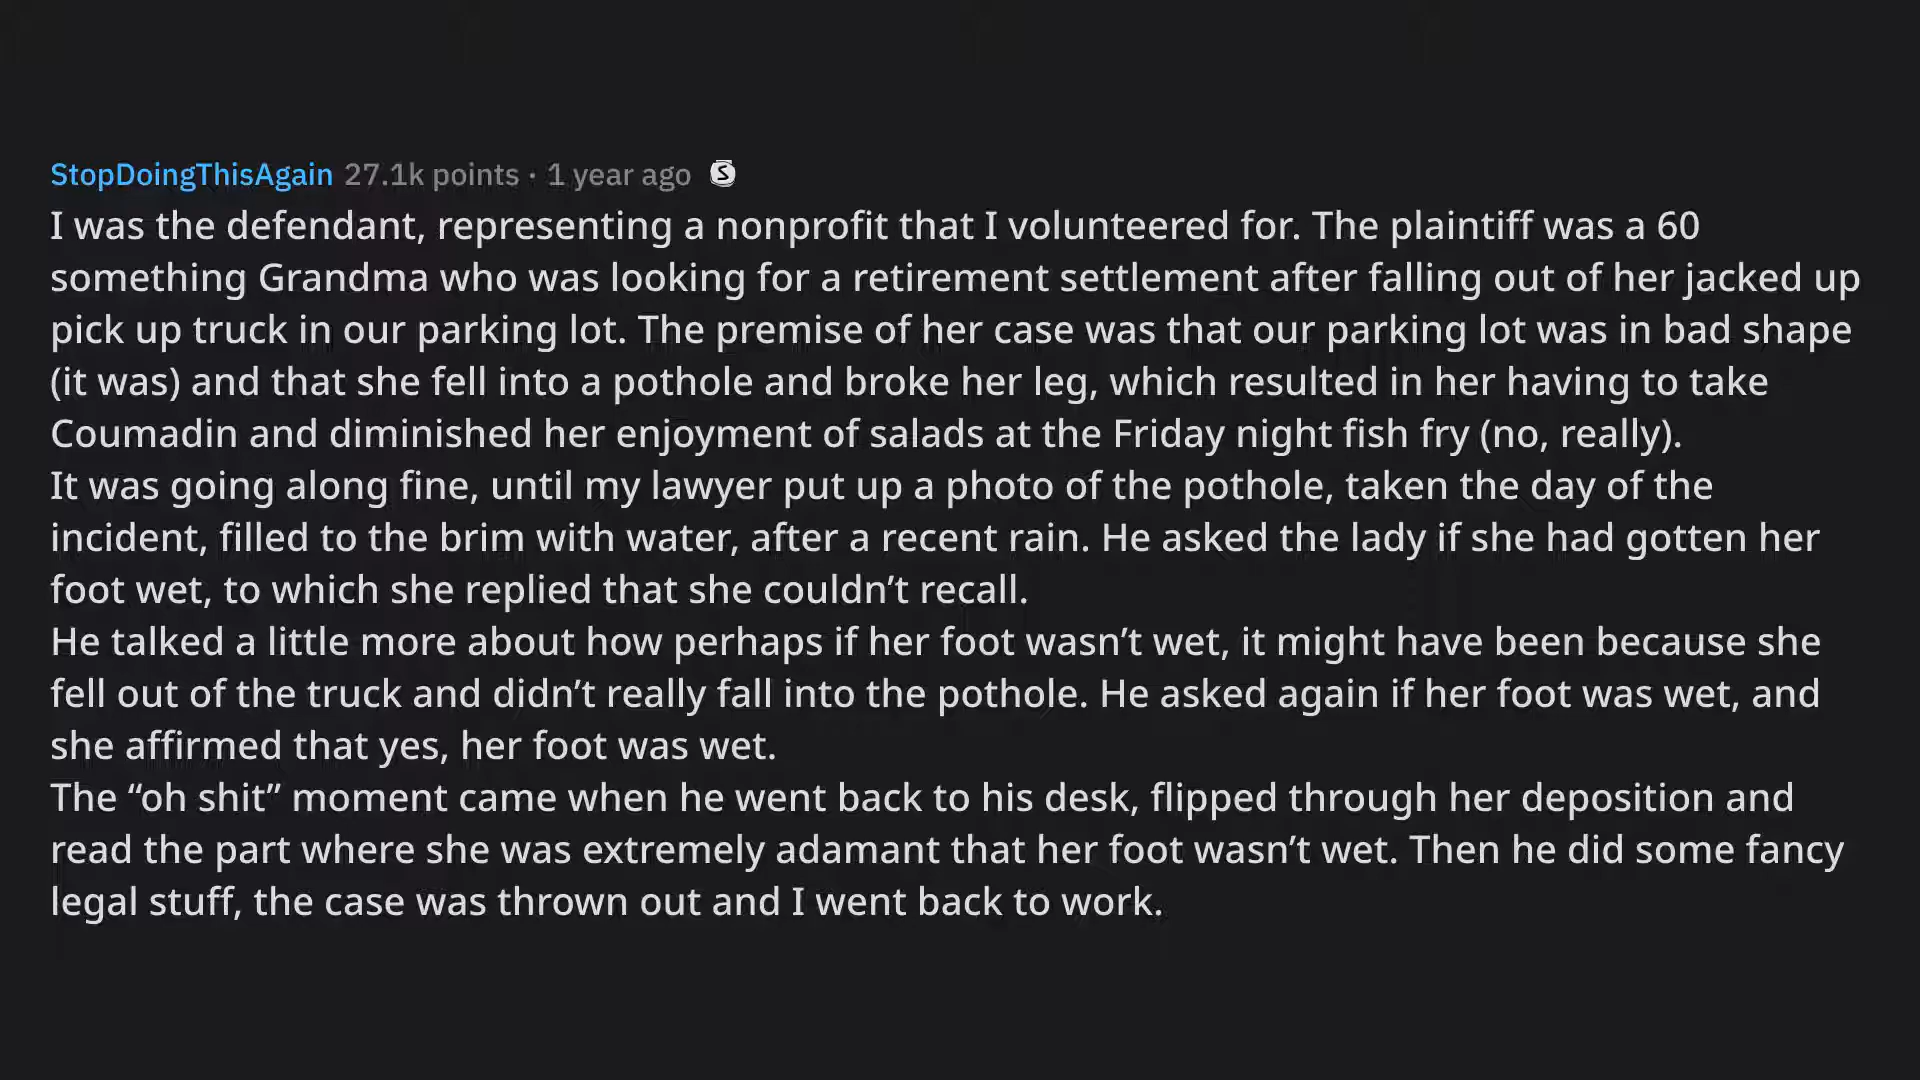 StopDoingThisAgain 27.1k points · 1 year ago S
I was the defendant, representing a nonprofit that I volunteered for. The plaintiff was a 60
something Grandma who was looking for a retirement settlement after falling out of her jacked up
pick up truck in our parking lot. The premise of her case was that our parking lot was in bad shape
(it was) and that she fell into a pothole and broke her leg, which resulted in her having to take
Coumadin and diminished her enjoyment of salads at the Friday night fish fry (no, really).
It was going along fine, until my lawyer put up a photo of the pothole, taken the day of the
incident, filled to the brim with water, after a recent rain. He asked the lady if she had gotten her
foot wet, to which she replied that she couldn’t recall.
He talked a little more about how perhaps if her foot wasn’t wet, it might have been because she
fell out of the truck and didn’t really fall into the pothole. He asked again if her foot was wet, and
she affirmed that yes, her foot was wet.
The “oh shit” moment came when he went back to his desk, flipped through her deposition and
read the part where she was extremely adamant that her foot wasn’t wet. Then he did some fancy
legal stuff, the case was thrown out and I went back to work.